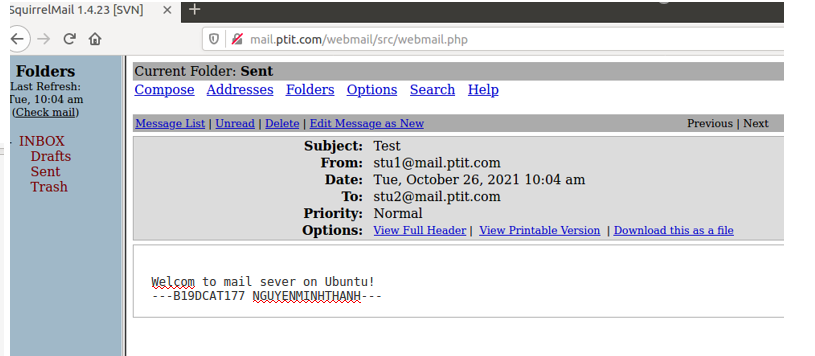 SquirrelMail 1.4.23 [SVN]
mail.ptit.com/webmail/src/webmail.php
Folders
Last Refresh:
Tue, 10:04 am
(Check mail)
INBOX
Drafts
Sent
Trash
Current Folder: Sent
Compose Addresses Folders Options Search Help
Message List | Unread | Delete | Edit Message as New Previous | Next
Subject: Test
From: stu1@mail.ptit.com
Date: Tue, October 26, 2021 10:04 am
To: stu2@mail.ptit.com
Priority: Normal
Options: View Full Header | View Printable Version | Download this as a file
Welcom to mail sever on Ubuntu!
---B19DCAT177 NGUYENMINHTHANH---